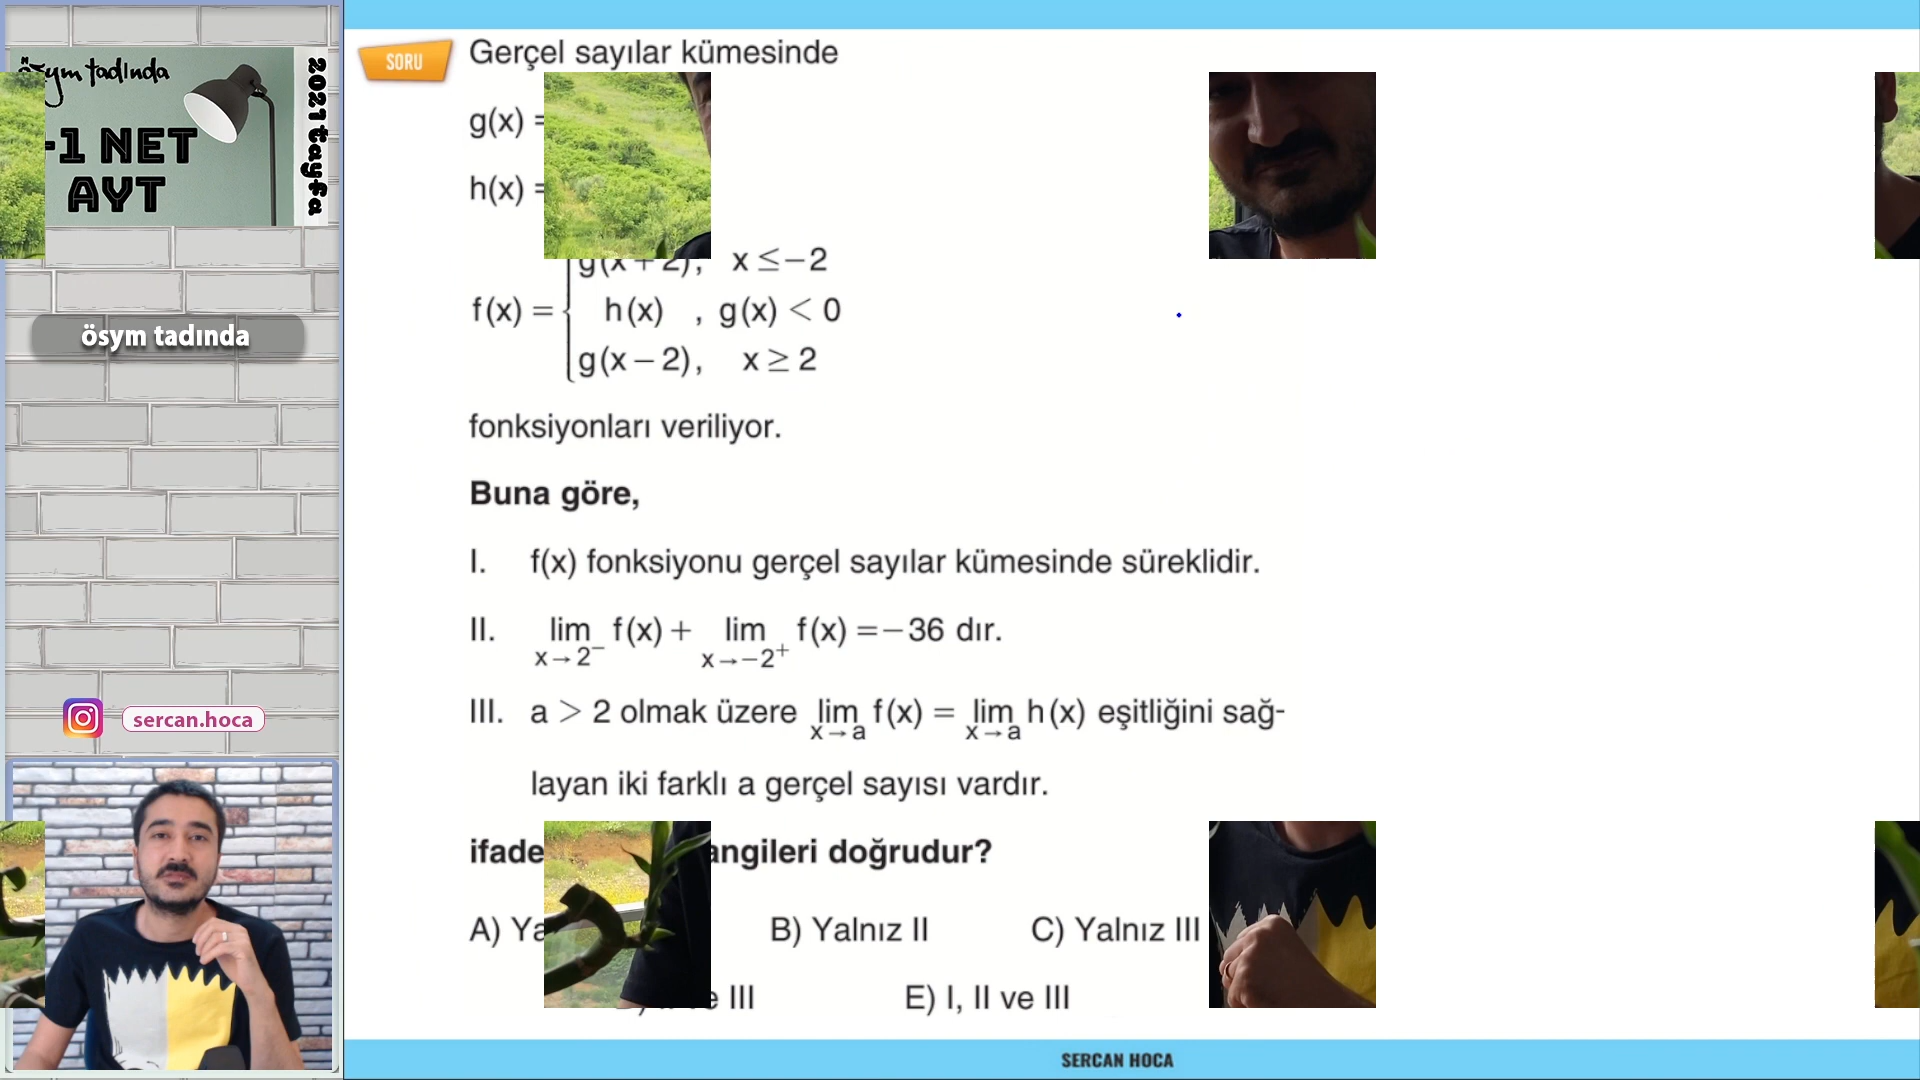 ösym tadında
-1 NET
AYT
2021 tayfa
ösym tadında
sercan.hoca
SORU
Gerçel sayılar kümesinde
g(x) =
h(x) =
f(x) = { g(x + 2), x ≤ −2
h(x) , g(x) < 0
g(x − 2), x ≥ 2
fonksiyonları veriliyor.
Buna göre,
I. f(x) fonksiyonu gerçel sayılar kümesinde süreklidir.
II. lim x→2⁻ f(x) + lim x→−2⁺ f(x) = −36 dır.
III. a > 2 olmak üzere lim x→a f(x) = lim x→a h(x) eşitliğini sağ-
layan iki farklı a gerçel sayısı vardır.
doğrudur?
A) B) Yalnız II C) Yalnız III
III E) I, II ve III
SERCAN HOCA